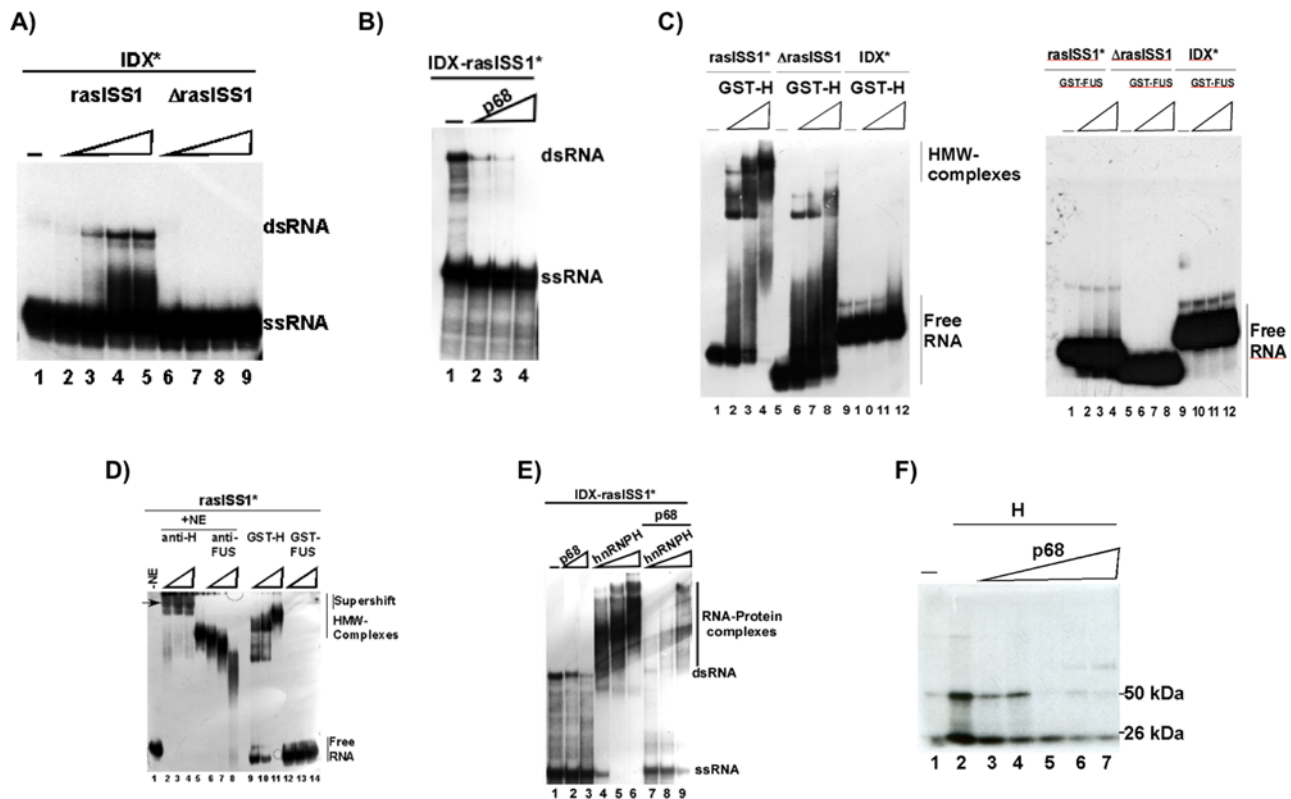 A)
IDX*
rasISS1 ΔrasISS1
–
dsRNA
ssRNA
1 2 3 4 5 6 7 8 9
B)
IDX-rasISS1*
– p68
dsRNA
ssRNA
1 2 3 4
C)
rasISS1* ΔrasISS1 IDX*
GST-H GST-H GST-H
– – –
HMW-
complexes
Free
RNA
1 2 3 4 5 6 7 8 9 1 0 11 12
rasISS1* ΔrasISS1 IDX*
GST-FUS GST-FUS GST-FUS
– – –
Free
RNA
1 2 3 4 5 6 7 8 9 10 11 12
D)
rasISS1*
+NE
anti-H anti-
FUS GST-H GST-
FUS
-NE
Supershift
HMW-
Complexes
Free
RNA
1 2 3 4 5 6 7 8 9 10 11 12 13 14
E)
IDX-rasISS1*
p68
– p68 hnRNPH hnRNPH
RNA-Protein
complexes
dsRNA
ssRNA
1 2 3 4 5 6 7 8 9
F)
H
– p68
-50 kDa
-26 kDa
1 2 3 4 5 6 7